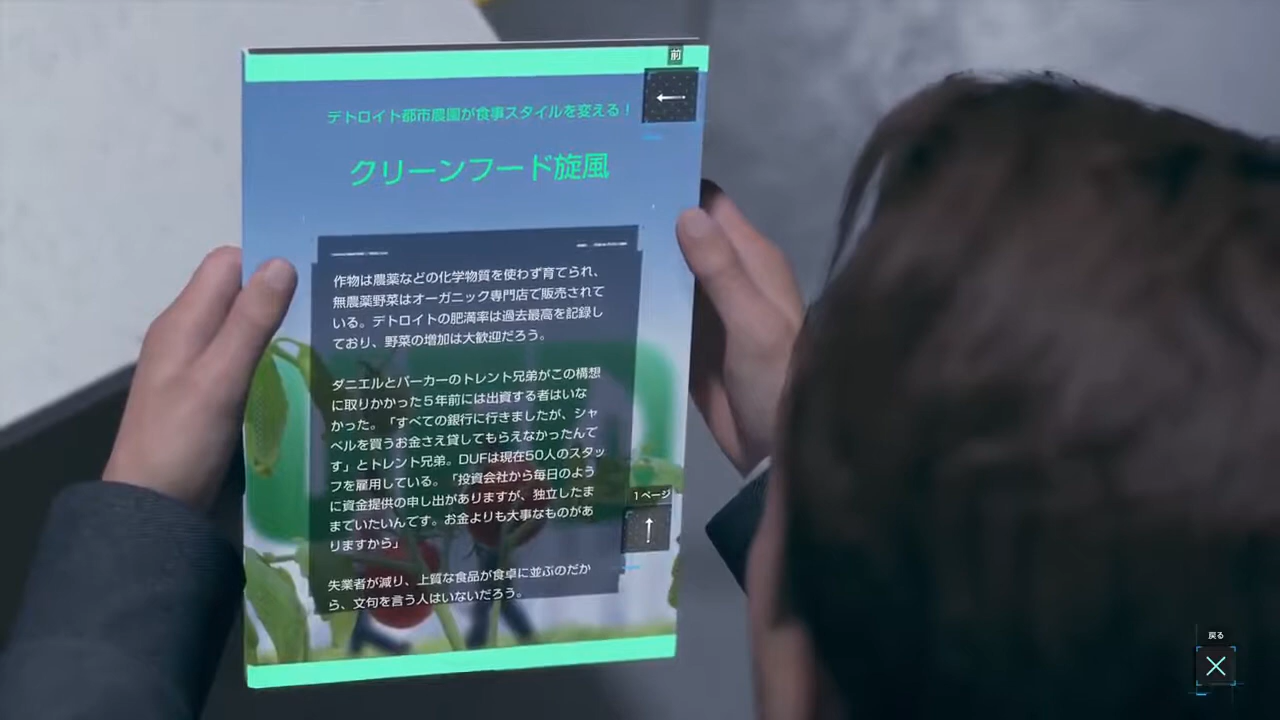 前
デトロイト都市農園が食事スタイルを変える！
クリーンフード旋風
作物は農薬などの化学物質を使わず育てられ、
無農薬野菜はオーガニック専門店で販売されて
いる。デトロイトの肥満率は過去最高を記録し
ており、野菜の増加は大歓迎だろう。
ダニエルとパーカーのトレント兄弟がこの構想
に取りかかった５年前には出資する者はいな
かった。「すべての銀行に行きましたが、シャ
ベルを買うお金さえ貸してもらえなかったんで
す」とトレント兄弟。DUFは現在50人のスタッ
フを雇用している。「投資会社から毎日のよう
に資金提供の申し出がありますが、独立したま
までいたいんです。お金よりも大事なものがあ
りますから」
１ページ
失業者が減り、上質な食品が食卓に並ぶのだか
ら、文句を言う人はいないだろう。
戻る